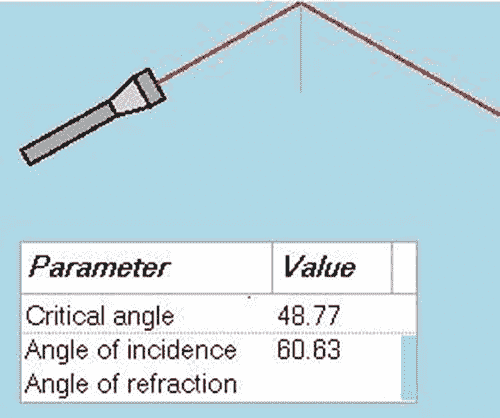 Parameter Value
Critical angle 48.77
Angle of incidence 60.63
Angle of refraction